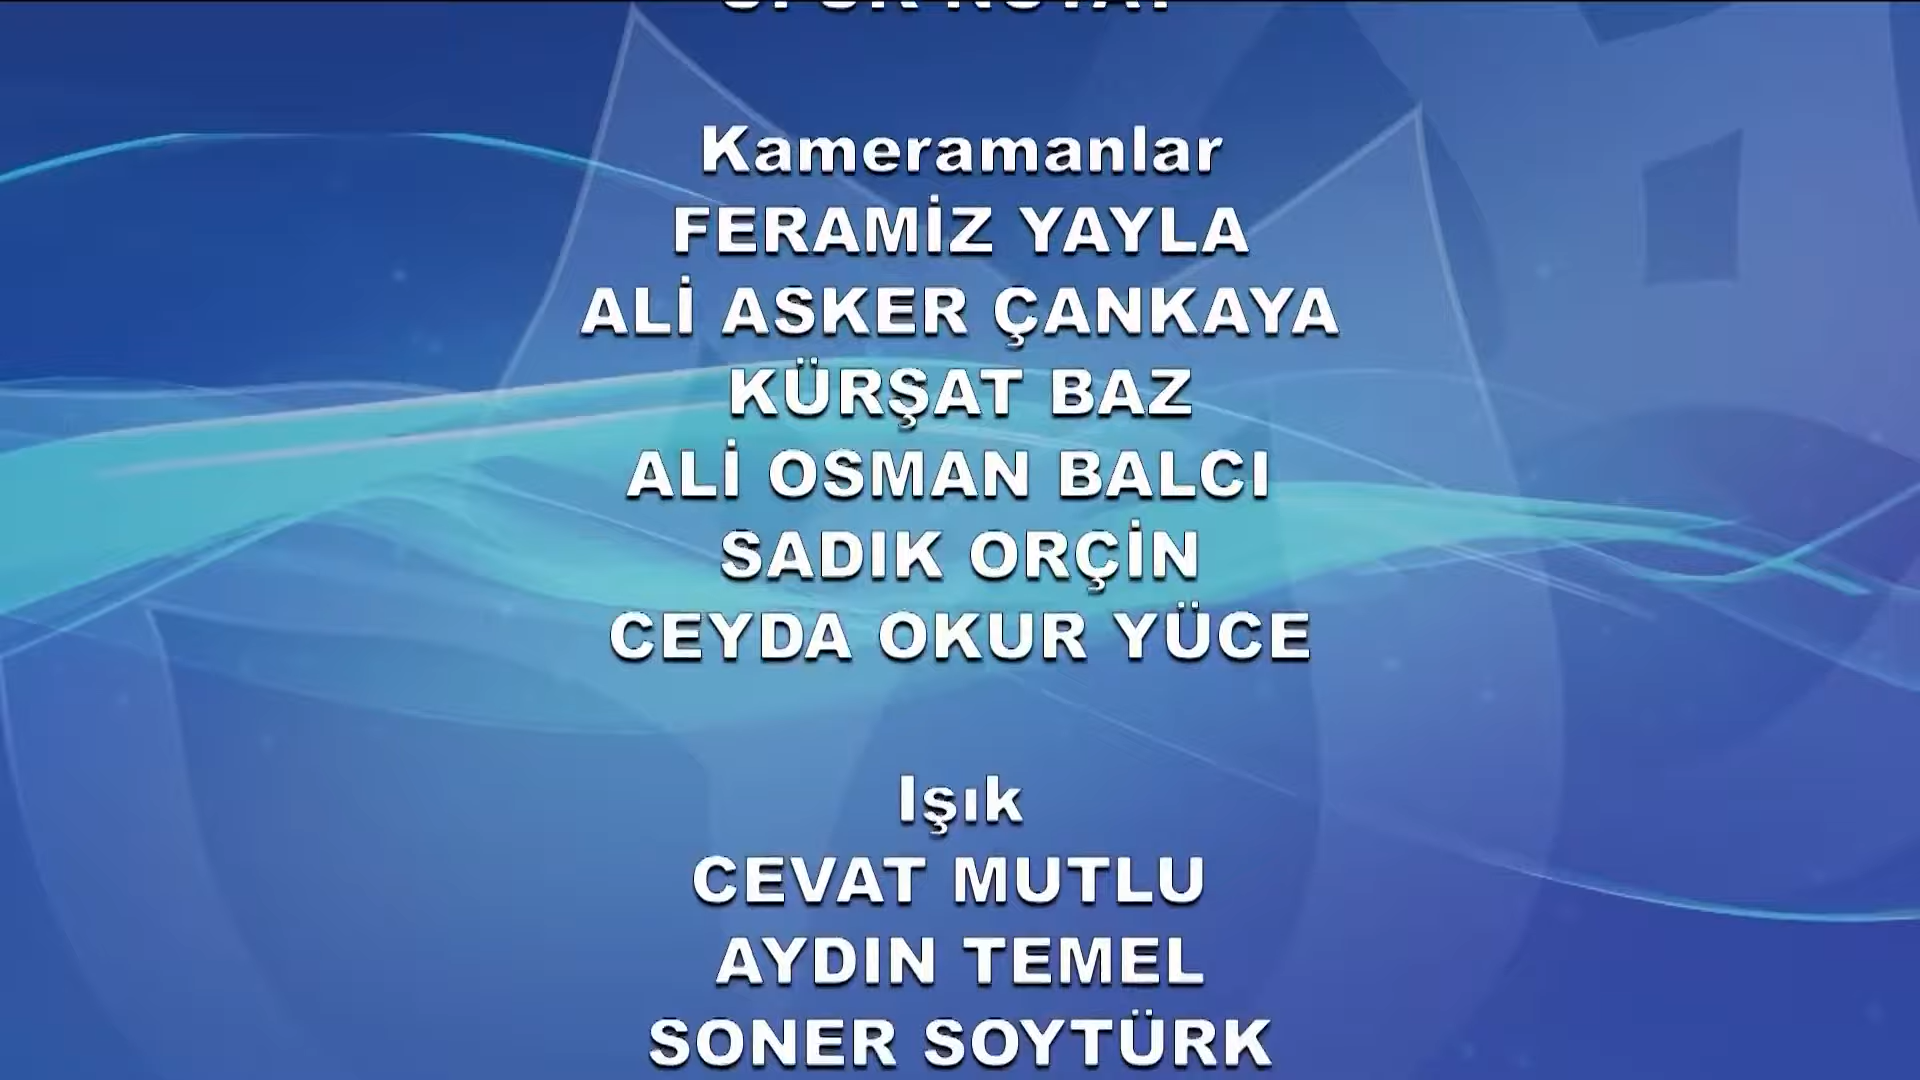 Kameramanlar
FERAMİZ YAYLA
ALİ ASKER ÇANKAYA
KÜRŞAT BAZ
ALİ OSMAN BALCI
SADIK ORÇİN
CEYDA OKUR YÜCE
Işık
CEVAT MUTLU
AYDIN TEMEL
SONER SOYTÜRK